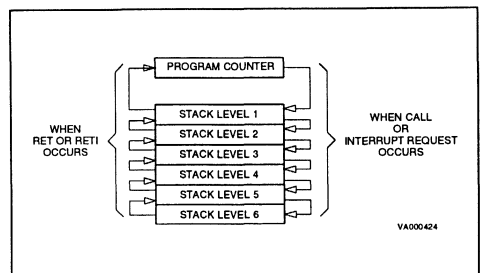 PROGRAM COUNTER
STACK LEVEL 1
STACK LEVEL 2
STACK LEVEL 3
STACK LEVEL 4
STACK LEVEL 5
STACK LEVEL 6
WHEN
RET OR RETI
OCCURS
WHEN CALL
OR
INTERRUPT REQUEST
OCCURS
VA000424